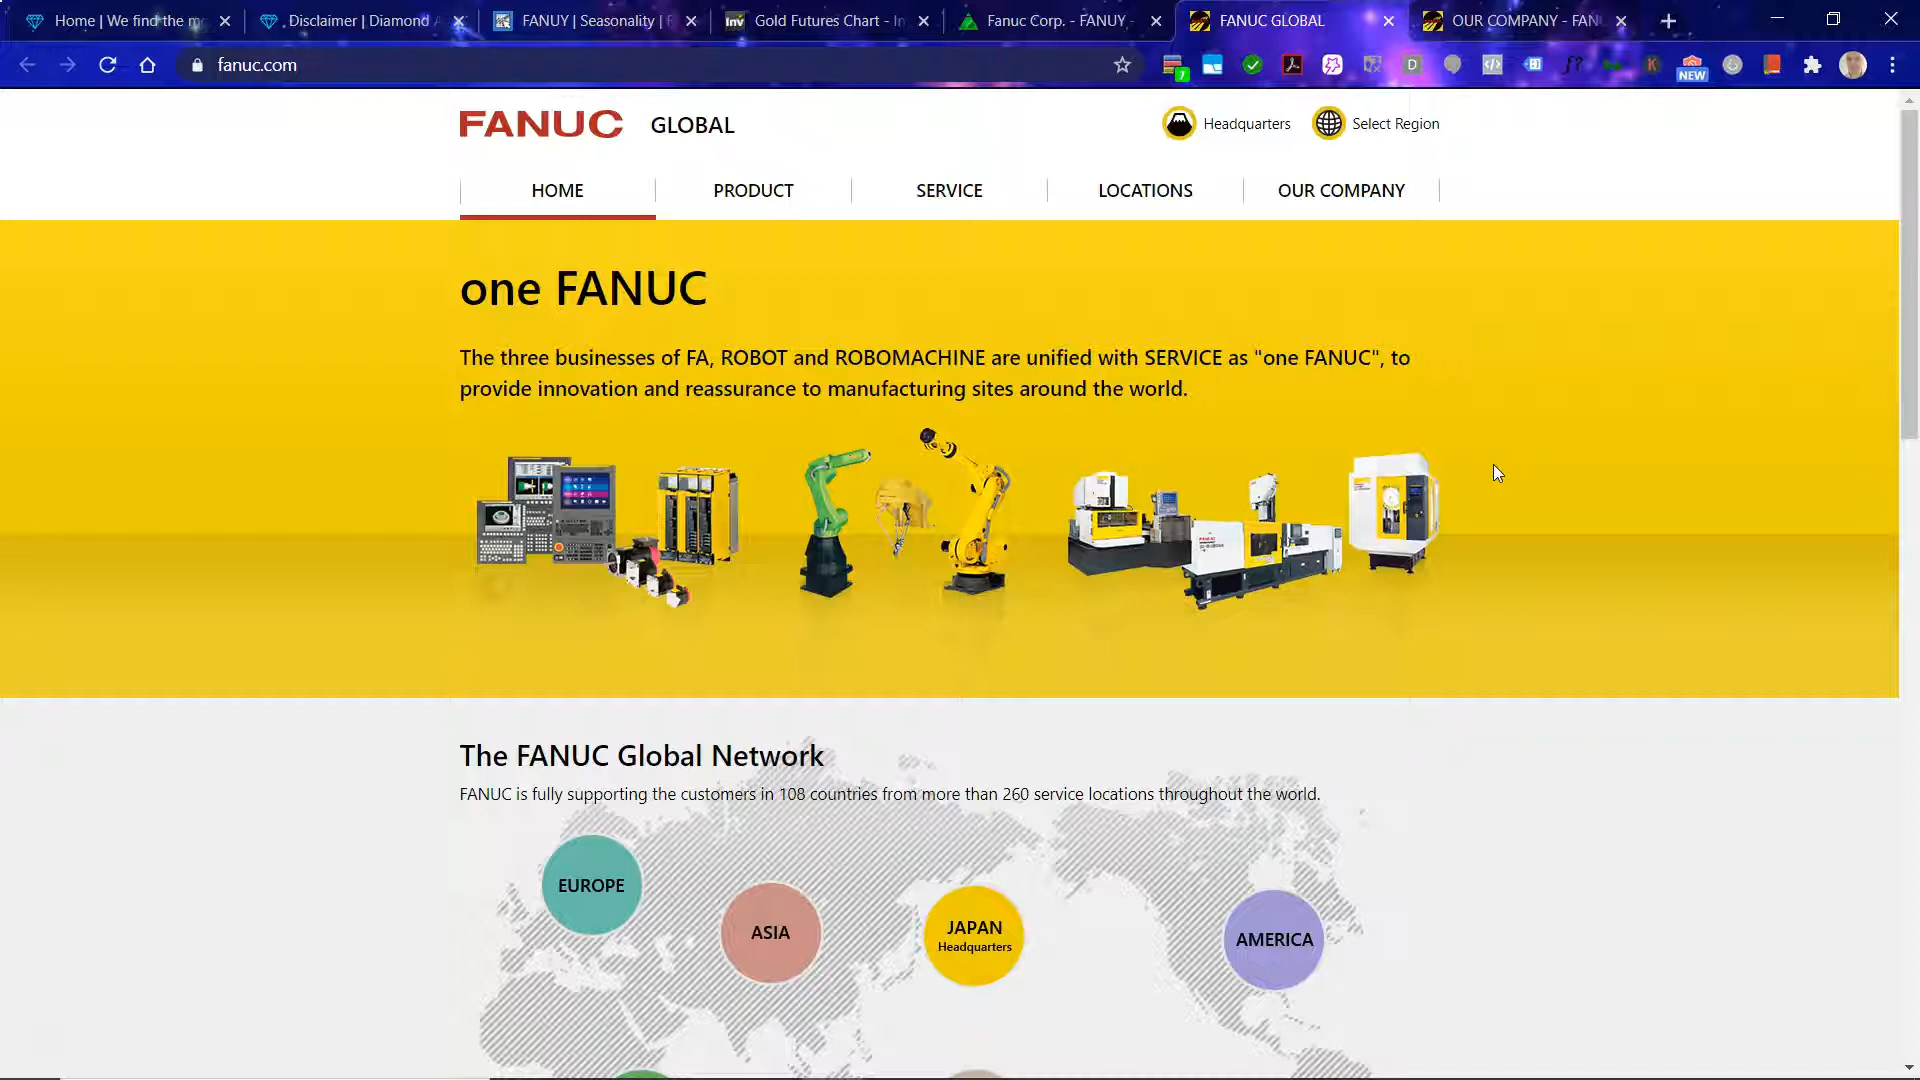 Home | We find the m
Disclaimer | Diamond
FANUY | Seasonality |
Gold Futures Chart - In
Fanuc Corp. - FANUY -
FANUC GLOBAL
OUR COMPANY - FAN
fanuc.com
NEW
FANUC GLOBAL
Headquarters
Select Region
HOME
PRODUCT
SERVICE
LOCATIONS
OUR COMPANY
one FANUC
The three businesses of FA, ROBOT and ROBOMACHINE are unified with SERVICE as "one FANUC", to
provide innovation and reassurance to manufacturing sites around the world.
The FANUC Global Network
FANUC is fully supporting the customers in 108 countries from more than 260 service locations throughout the world.
EUROPE
ASIA
JAPAN
Headquarters
AMERICA